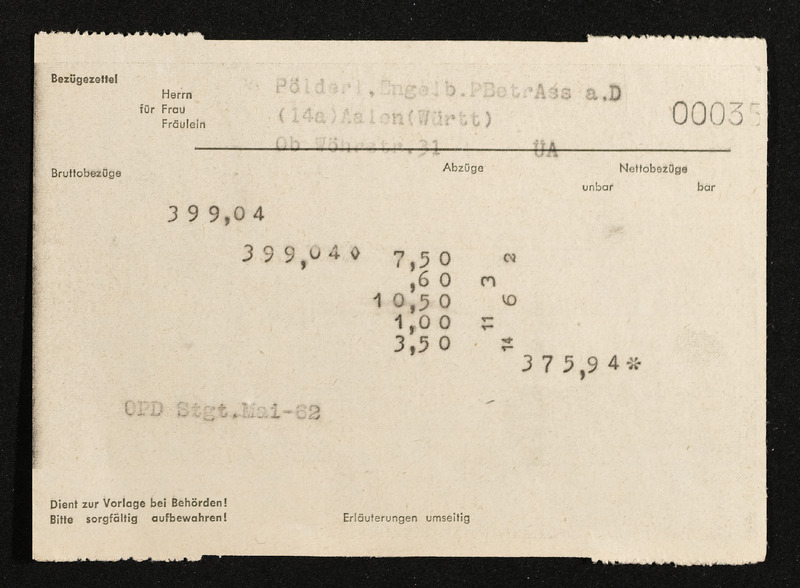 Bezügezettel
Herrn
für Frau
Fräulein
Pölderl, Engelb.PBetrAss a.D
(14a)Aalen(Württ)
Ob Wöhrstr.31 ÜA
00035
Bruttobezüge Abzüge Nettobezüge
unbar bar
399,04
399,04◊ 7,50 2
,60 3
10,50 6
1,00 11
3,50 14
375,94*
OPD Stgt.Mai-62
Dient zur Vorlage bei Behörden!
Bitte sorgfältig aufbewahren! Erläuterungen umseitig